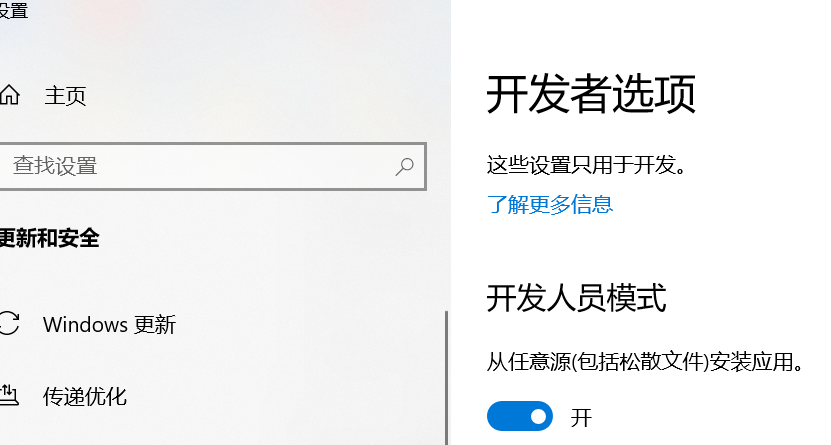 设置
主页
查找设置
更新和安全
Windows 更新
传递优化
开发者选项
这些设置只用于开发。
了解更多信息
开发人员模式
从任意源(包括松散文件)安装应用。
开